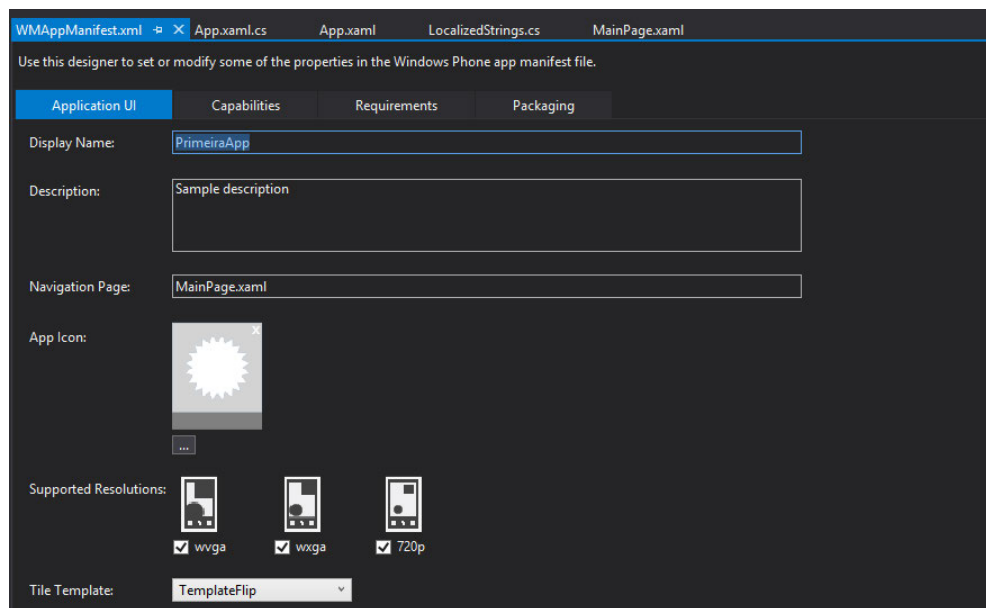 WMAppManifest.xml App.xaml.cs App.xaml LocalizedStrings.cs MainPage.xaml
Use this designer to set or modify some of the properties in the Windows Phone app manifest file.
Application UI Capabilities Requirements Packaging
Display Name: PrimeiraApp
Description: Sample description
Navigation Page: MainPage.xaml
App Icon:
x
...
Supported Resolutions:
wvga wxga 720p
Tile Template: TemplateFlip